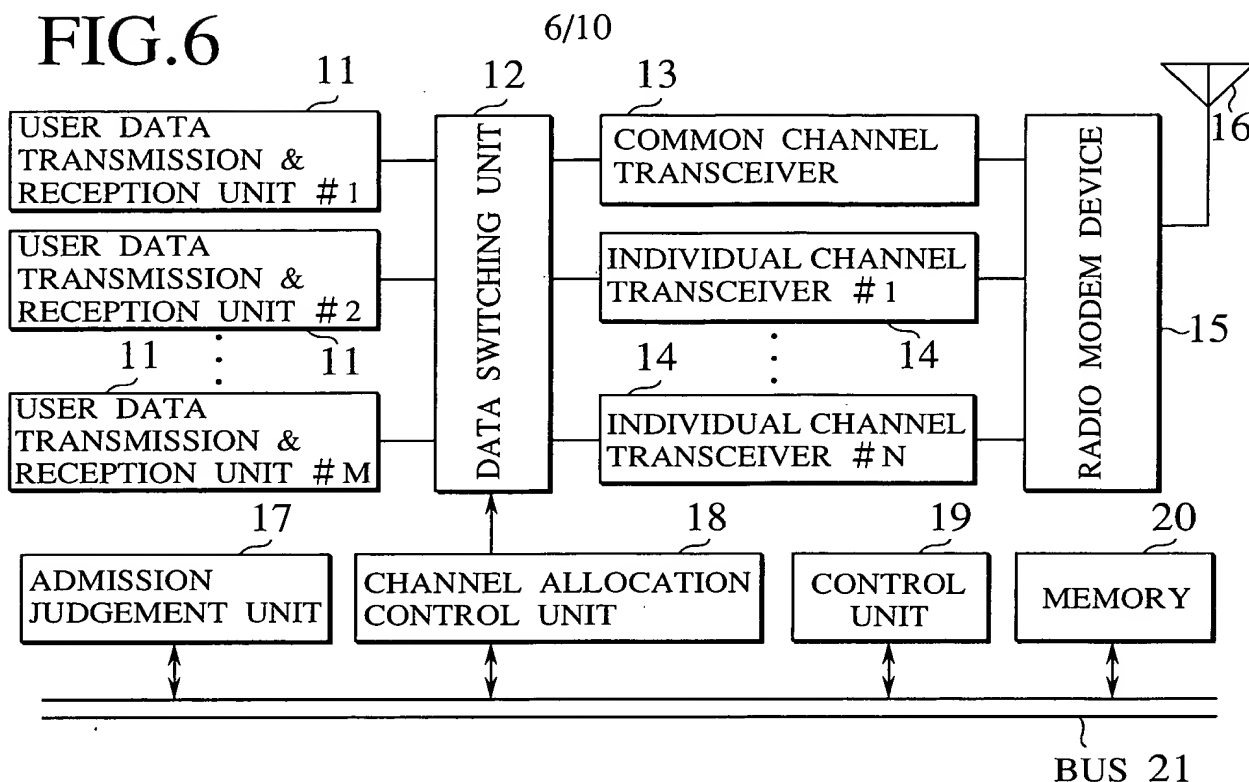 FIG.6
6/10
11
12
13
16
USER DATA
TRANSMISSION &
RECEPTION UNIT #1
DATA SWITCHING UNIT
COMMON CHANNEL
TRANSCEIVER
RADIO MODEM DEVICE
USER DATA
TRANSMISSION &
RECEPTION UNIT #2
11
INDIVIDUAL CHANNEL
TRANSCEIVER #1
14
15
11
USER DATA
TRANSMISSION &
RECEPTION UNIT #M
14
INDIVIDUAL CHANNEL
TRANSCEIVER #N
17
18
19
20
ADMISSION
JUDGEMENT UNIT
CHANNEL ALLOCATION
CONTROL UNIT
CONTROL
UNIT
MEMORY
BUS 21